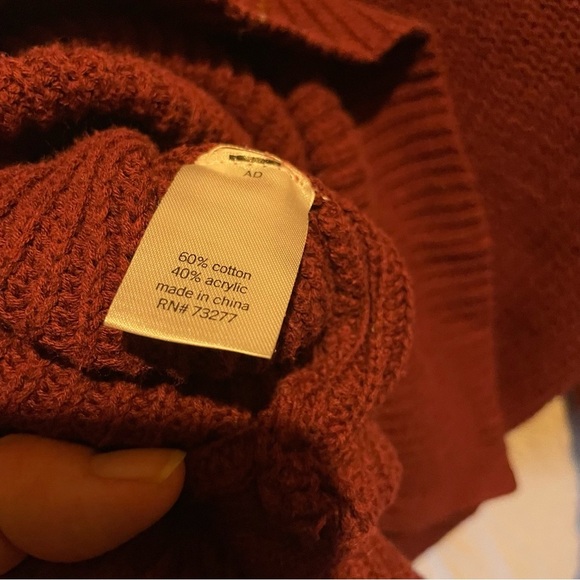 AD
60% cotton
40% acrylic
made in china
RN# 73277